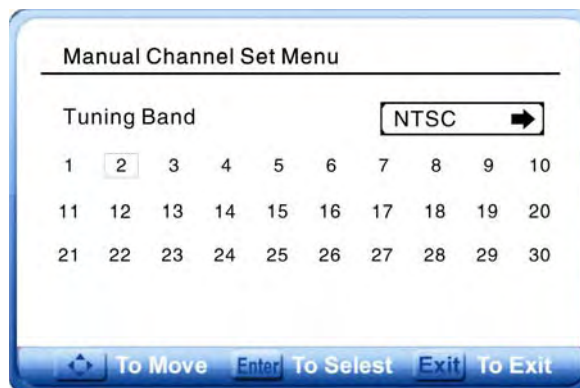 Manual Channel Set Menu
Tuning Band NTSC
1 2 3 4 5 6 7 8 9 10
11 12 13 14 15 16 17 18 19 20
21 22 23 24 25 26 27 28 29 30
To Move Enter To Selest Exit To Exit